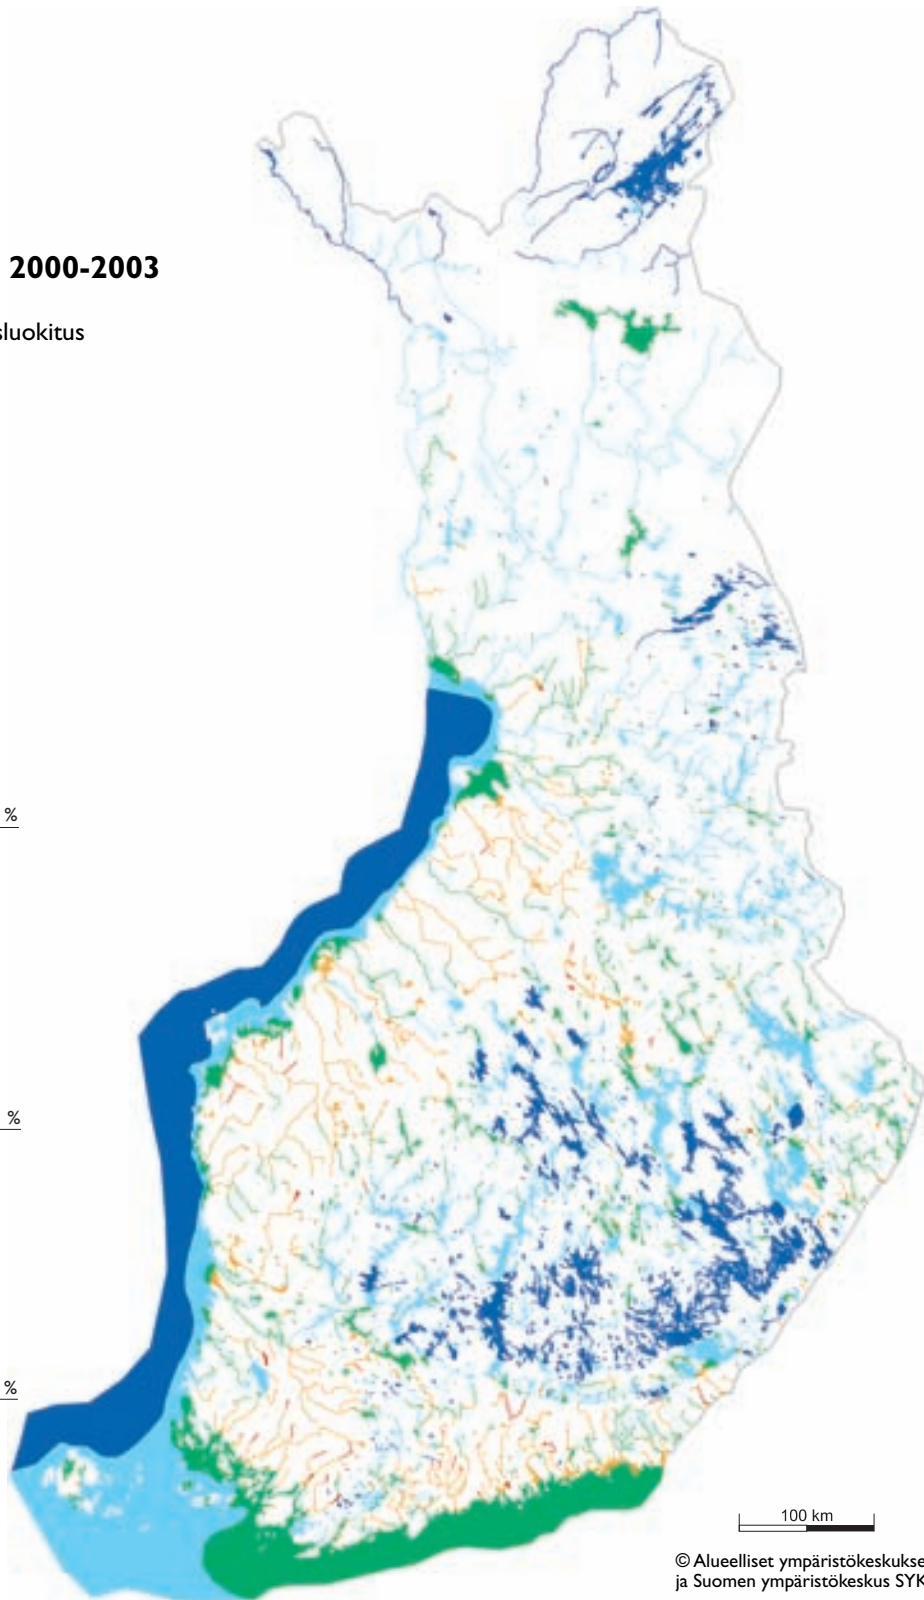 2000-2003
sluokitus
%
%
%
100 km
© Alueelliset ympäristökeskukse
ja Suomen ympäristökeskus SYK